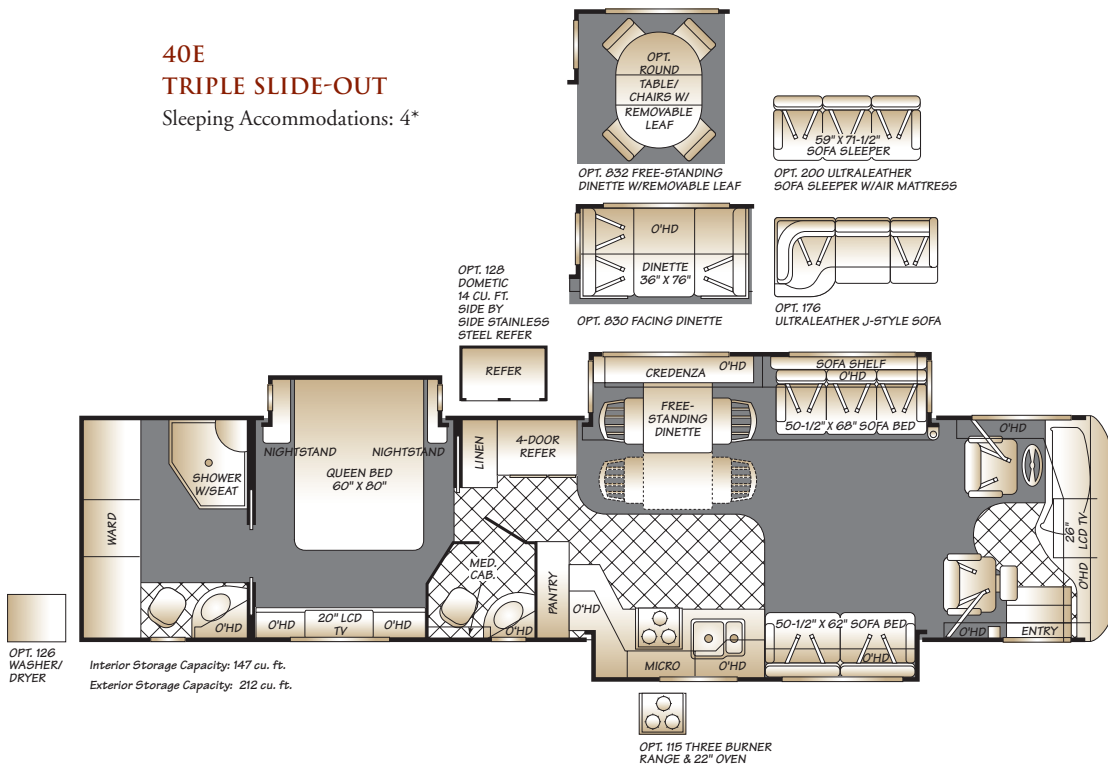 40E
TRIPLE SLIDE-OUT
Sleeping Accommodations: 4*
OPT.
ROUND
TABLE/
CHAIRS W/
REMOVABLE
LEAF
OPT. 832 FREE-STANDING
DINETTE W/REMOVABLE LEAF
59" X 71-1/2"
SOFA SLEEPER
OPT. 200 ULTRALEATHER
SOFA SLEEPER W/AIR MATTRESS
O'HD
DINETTE
36" X 76"
OPT. 830 FACING DINETTE
OPT. 176
ULTRALEATHER J-STYLE SOFA
OPT. 128
DOMETIC
14 CU. FT.
SIDE BY
SIDE STAINLESS
STEEL REFER
REFER
CREDENZA
O'HD
SOFA SHELF
O'HD
50-1/2" X 68" SOFA BED
FREE-
STANDING
DINETTE
LINEN
4-DOOR
REFER
NIGHTSTAND
NIGHTSTAND
QUEEN BED
60" X 80"
SHOWER
W/SEAT
WARD
O'HD
26"
LCD TV
O'HD
MED.
CAB.
PANTRY
O'HD
O'HD
20" LCD
TV
O'HD
O'HD
O'HD
MICRO
O'HD
50-1/2" X 62" SOFA BED
O'HD
O'HD
ENTRY
OPT. 126
WASHER/
DRYER
Interior Storage Capacity: 147 cu. ft.
Exterior Storage Capacity: 212 cu. ft.
OPT. 115 THREE BURNER
RANGE & 22" OVEN